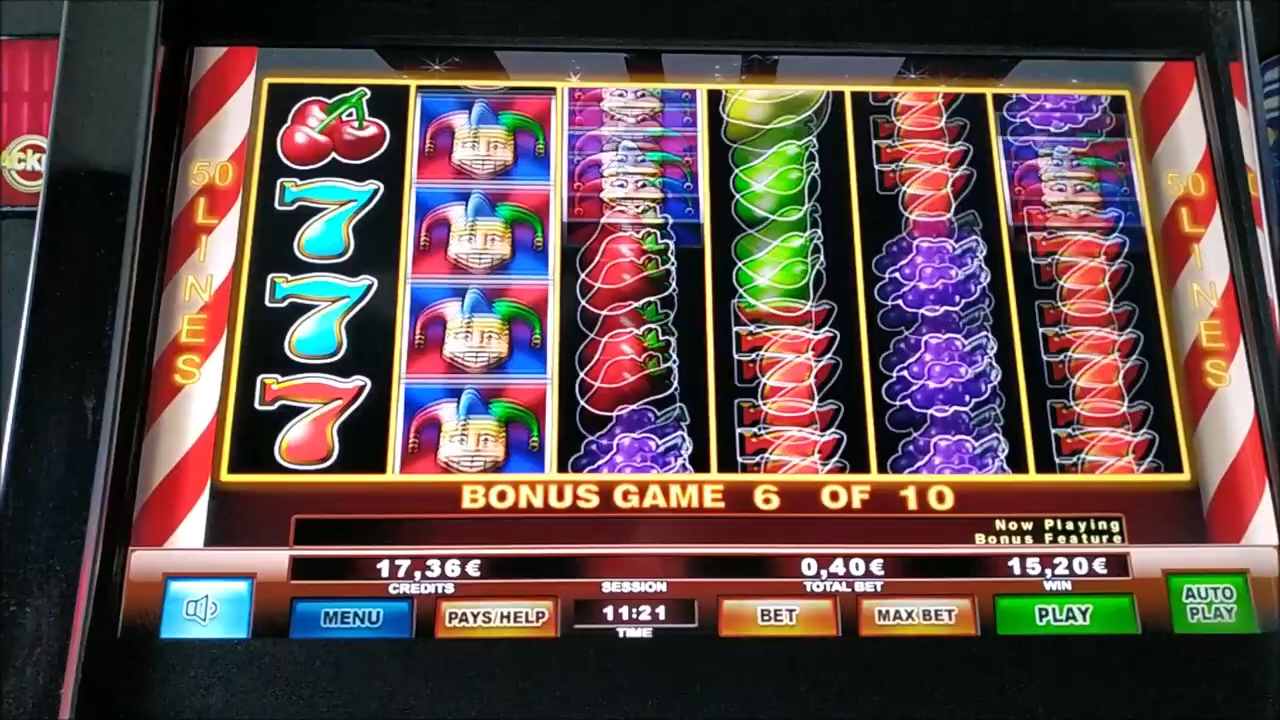 50
LINES
50
LINES
BONUS GAME 6 OF 10
Now Playing
Bonus Feature
17,36€
CREDITS
SESSION
11:21
TIME
0,40€
TOTAL BET
15,20€
WIN
MENU
PAYS/HELP
BET
MAX BET
PLAY
AUTO
PLAY